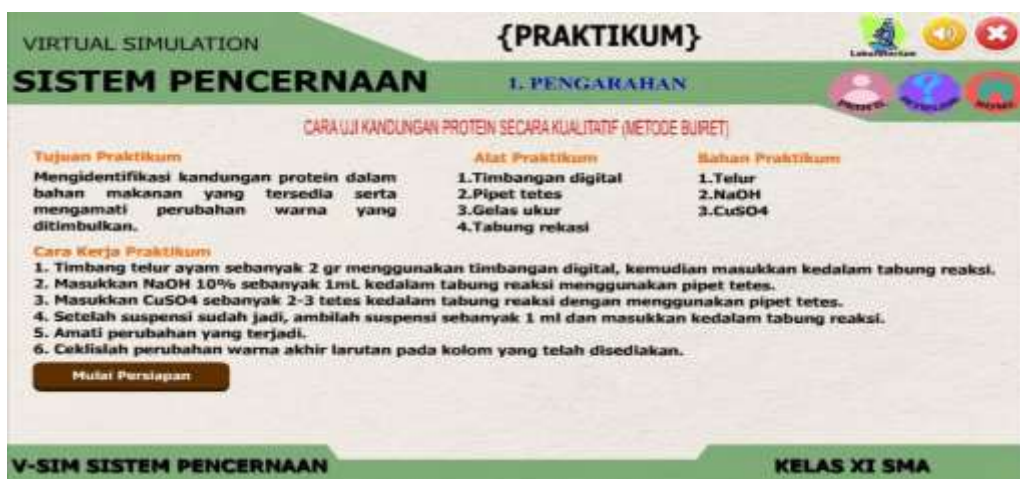 VIRTUAL SIMULATION
{PRAKTIKUM}
Laboratorium
SISTEM PENCERNAAN
1. PENGARAHAN
PROFIL
PETUNJUK
HOME
CARA UJI KANDUNGAN PROTEIN SECARA KUALITATIF (METODE BUIRET)
Tujuan Praktikum
Mengidentifikasi kandungan protein dalam
bahan makanan yang tersedia serta
mengamati perubahan warna yang
ditimbulkan.
Alat Praktikum
1.Timbangan digital
2.Pipet tetes
3.Gelas ukur
4.Tabung rekasi
Bahan Praktikum
1.Telur
2.NaOH
3.CuSO4
Cara Kerja Praktikum
1. Timbang telur ayam sebanyak 2 gr menggunakan timbangan digital, kemudian masukkan kedalam tabung reaksi.
2. Masukkan NaOH 10% sebanyak 1mL kedalam tabung reaksi menggunakan pipet tetes.
3. Masukkan CuSO4 sebanyak 2-3 tetes kedalam tabung reaksi dengan menggunakan pipet tetes.
4. Setelah suspensi sudah jadi, ambilah suspensi sebanyak 1 ml dan masukkan kedalam tabung reaksi.
5. Amati perubahan yang terjadi.
6. Ceklislah perubahan warna akhir larutan pada kolom yang telah disediakan.
Mulai Persiapan
V-SIM SISTEM PENCERNAAN
KELAS XI SMA